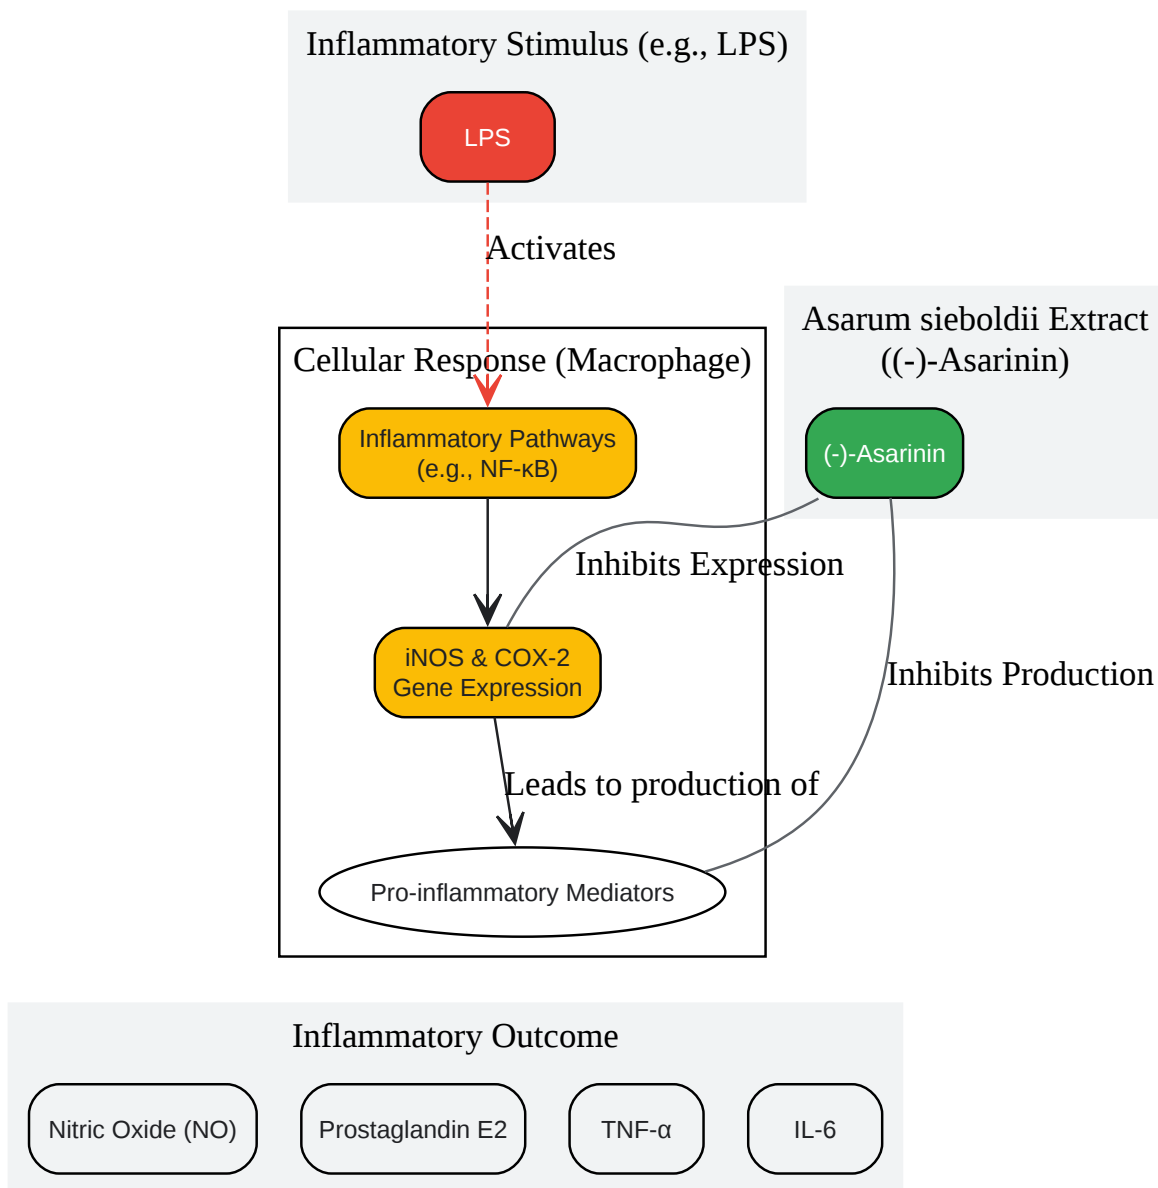 Inflammatory Stimulus (e.g., LPS)
LPS
Activates
Asarum sieboldii Extract
((-)-Asarinin)
Cellular Response (Macrophage)
Inflammatory Pathways
(e.g., NF-κB)
(-)-Asarinin
Inhibits Expression
iNOS & COX-2
Gene Expression
Inhibits Production
Leads to production of
Pro-inflammatory Mediators
Inflammatory Outcome
Nitric Oxide (NO)
Prostaglandin E2
TNF-α
IL-6